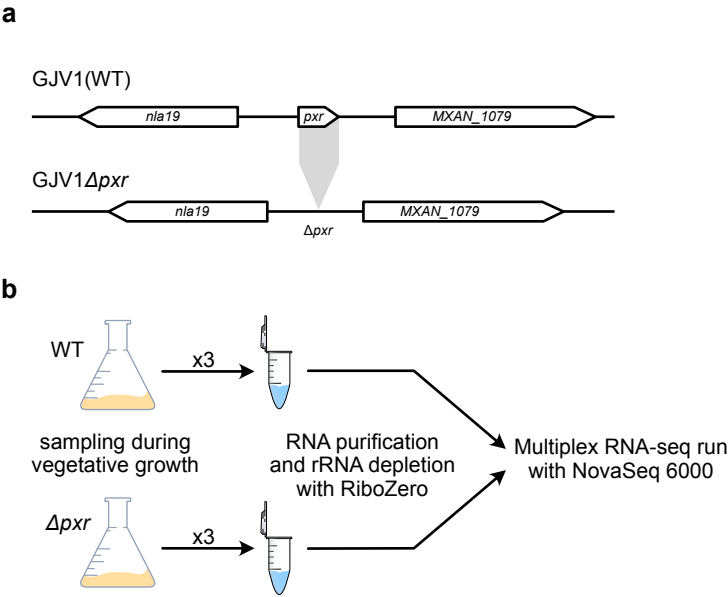 a
GJV1(WT)
nla19
pxr
MXAN_1079
GJV1Δpxr
nla19
MXAN_1079
Δpxr
b
WT
x3
sampling during
vegetative growth
RNA purification
and rRNA depletion
with RiboZero
Multiplex RNA-seq run
with NovaSeq 6000
Δpxr
x3